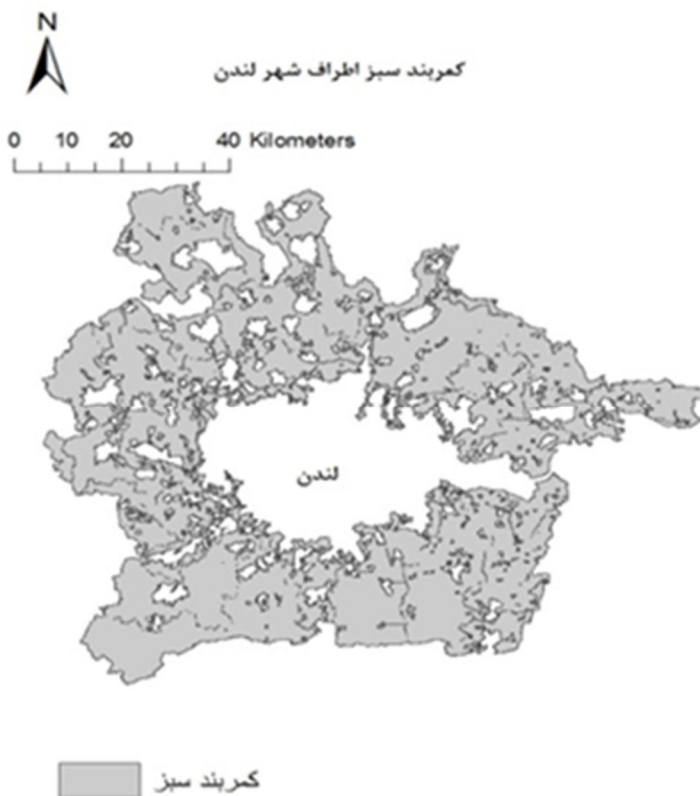 N
کمربند سبز اطراف شهر لندن
0 10 20 40 Kilometers
لندن
کمربند سبز